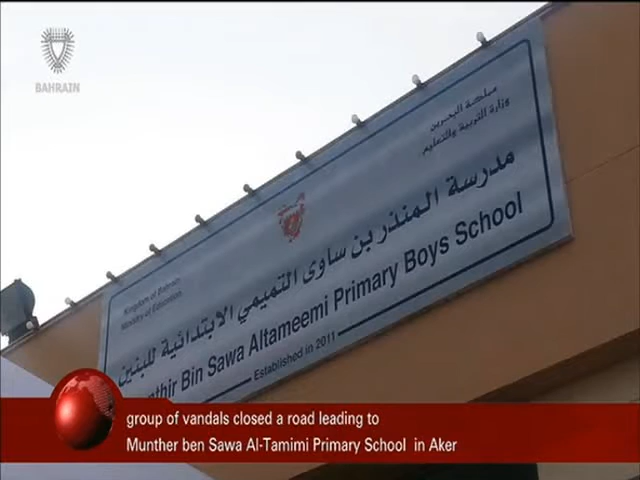 BAHRAIN
مملكة البحرين
وزارة التربية والتعليم
Kingdom of Bahrain
Ministry of Education
مدرسة المنذر بن ساوى التميمي الابتدائية للبنين
nthir Bin Sawa Altameemi Primary Boys School
Established in 2011
group of vandals closed a road leading to
Munther ben Sawa Al-Tamimi Primary School in Aker